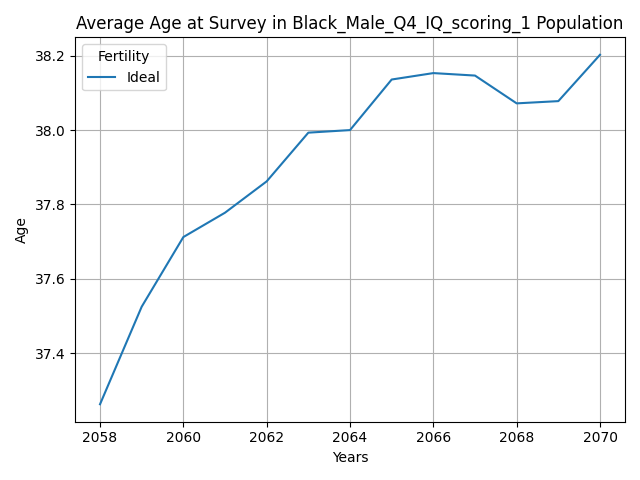 Average Age at Survey in Black_Male_Q4_IQ_scoring_1 Population
Fertility
Ideal
38.2
38.0
37.8
37.6
37.4
Age
2058
2060
2062
2064
2066
2068
2070
Years